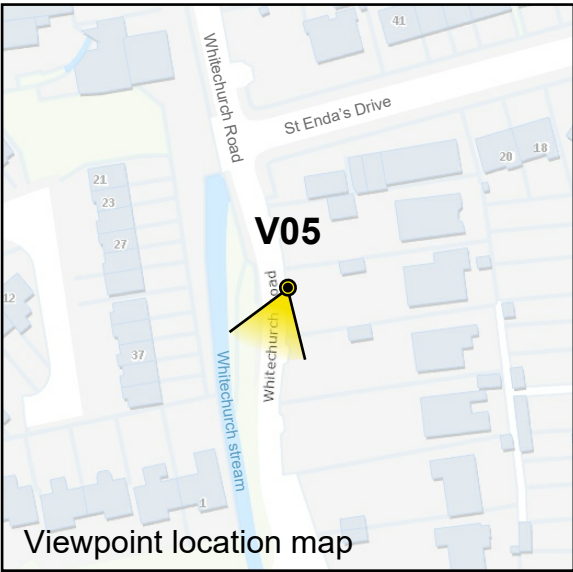 41
Whitechurch Road
St Enda's Drive
20
18
21
23
V05
27
12
Whitechurch oad
37
Whitechurch stream
1
Viewpoint location map